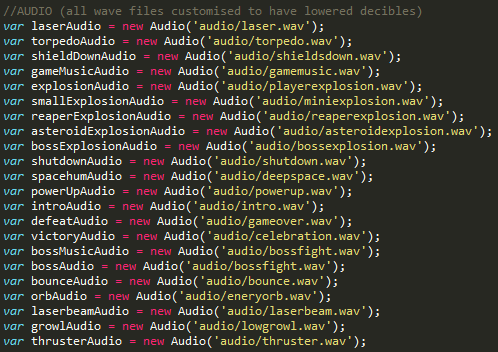 //AUDIO (all wave files customised to have lowered decibles)
var laserAudio = new Audio('audio/laser.wav');
var torpedoAudio = new Audio('audio/torpedo.wav');
var shieldDownAudio = new Audio('audio/shieldsdown.wav');
var gameMusicAudio = new Audio('audio/gamemusic.wav');
var explosionAudio = new Audio('audio/playerexplosion.wav');
var smallExplosionAudio = new Audio('audio/miniexplosion.wav');
var reaperExplosionAudio = new Audio('audio/reaperexplosion.wav');
var asteroidExplosionAudio = new Audio('audio/asteroidexplosion.wav');
var bossExplosionAudio = new Audio('audio/bossexplosion.wav');
var shutdownAudio = new Audio('audio/shutdown.wav');
var spacehumAudio = new Audio('audio/deepspace.wav');
var powerUpAudio = new Audio('audio/powerup.wav');
var introAudio = new Audio('audio/intro.wav');
var defeatAudio = new Audio('audio/gameover.wav');
var victoryAudio = new Audio('audio/celebration.wav');
var bossMusicAudio = new Audio('audio/bossfight.wav');
var bossAudio = new Audio('audio/bossfight.wav');
var bounceAudio = new Audio('audio/bounce.wav');
var orbAudio = new Audio('audio/eneryorb.wav');
var laserbeamAudio = new Audio('audio/laserbeam.wav');
var growlAudio = new Audio('audio/lowgrowl.wav');
var thrusterAudio = new Audio('audio/thruster.wav');